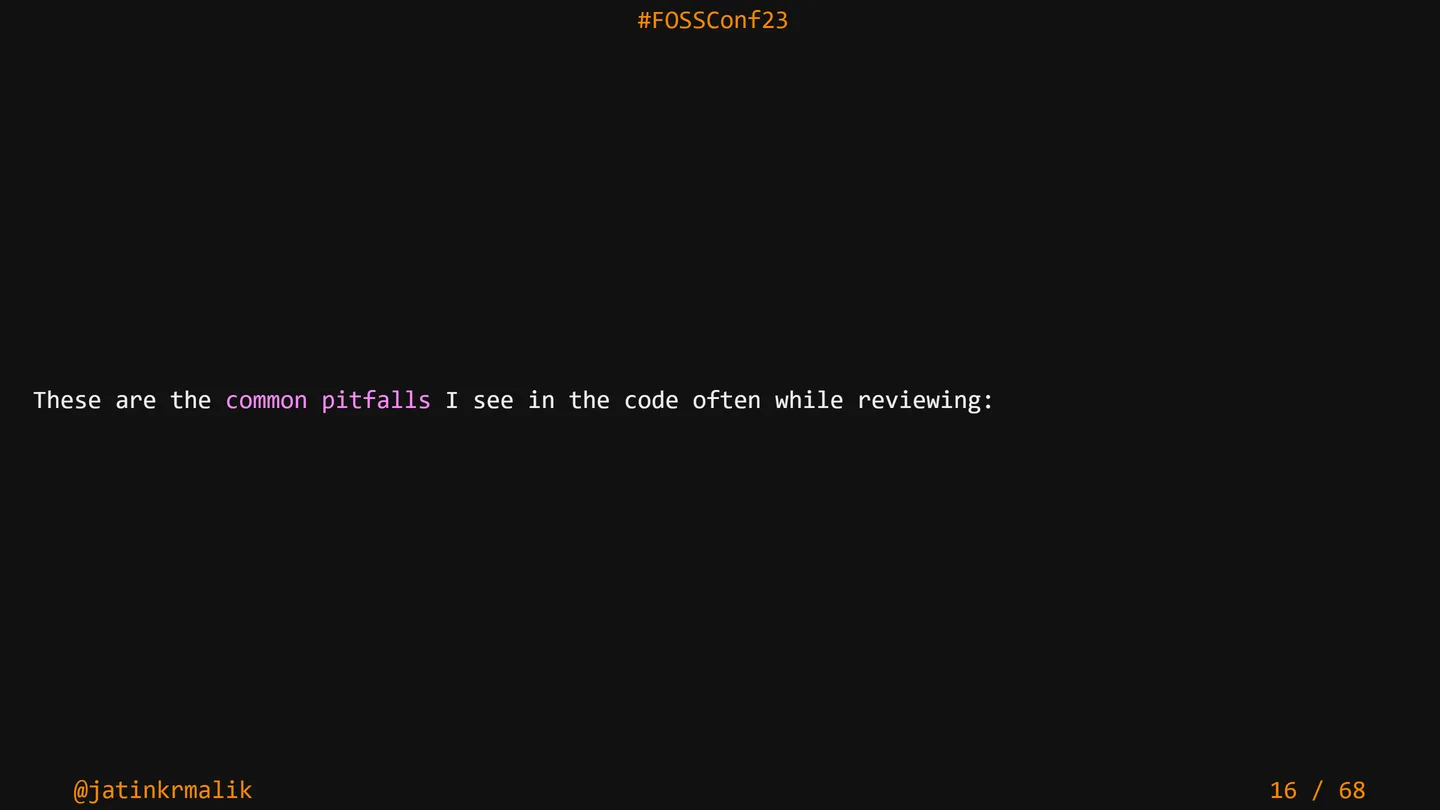 #FOSSConf23
These are the common pitfalls I see in the code often while reviewing:
@jatinkrmalik
16 / 68